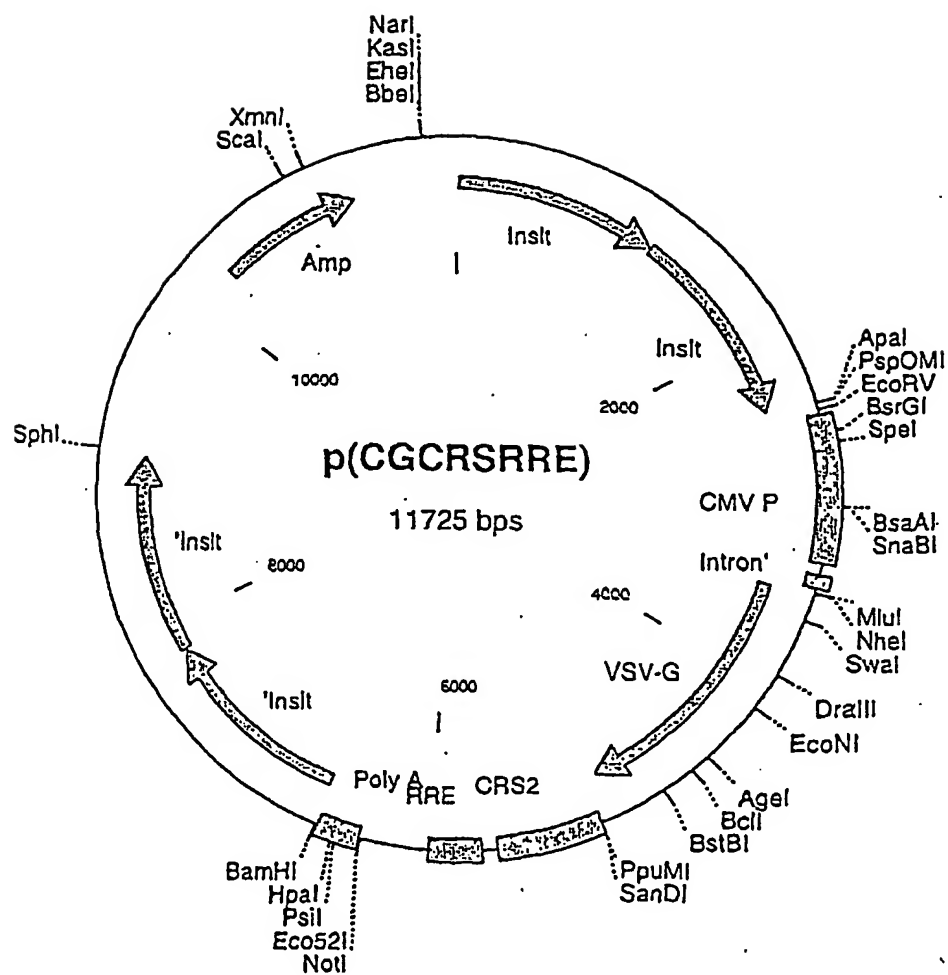 NarI
KasI
EheI
BbeI
XmnI
ScaI
Amp
Inslt
Inslt
10000
2000
ApaI
PspOMI
EcoRV
BsrGI
SpeI
SphI
p(CGCRSRRE)
11725 bps
CMV P
BsaAI
SnaBI
'Inslt
8000
Intron'
4000
MluI
NheI
SwaI
VSV-G
DraIII
EcoNI
'Inslt
6000
Poly A
RRE
CRS2
AgeI
BclI
BstBI
BamHI
HpaI
PsiI
Eco52I
NotI
PpuMI
SanDI